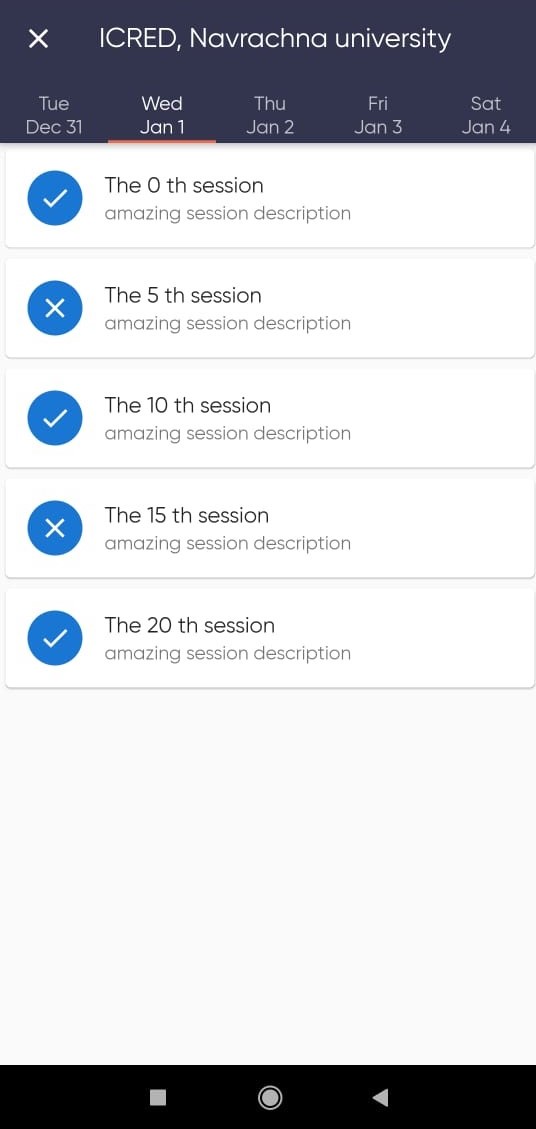 ICRED, Navrachna university
Tue Wed Thu Fri Sat
Dec 31 Jan 1 Jan 2 Jan 3 Jan 4
The 0 th session
amazing session description
The 5 th session
amazing session description
The 10 th session
amazing session description
The 15 th session
amazing session description
The 20 th session
amazing session description